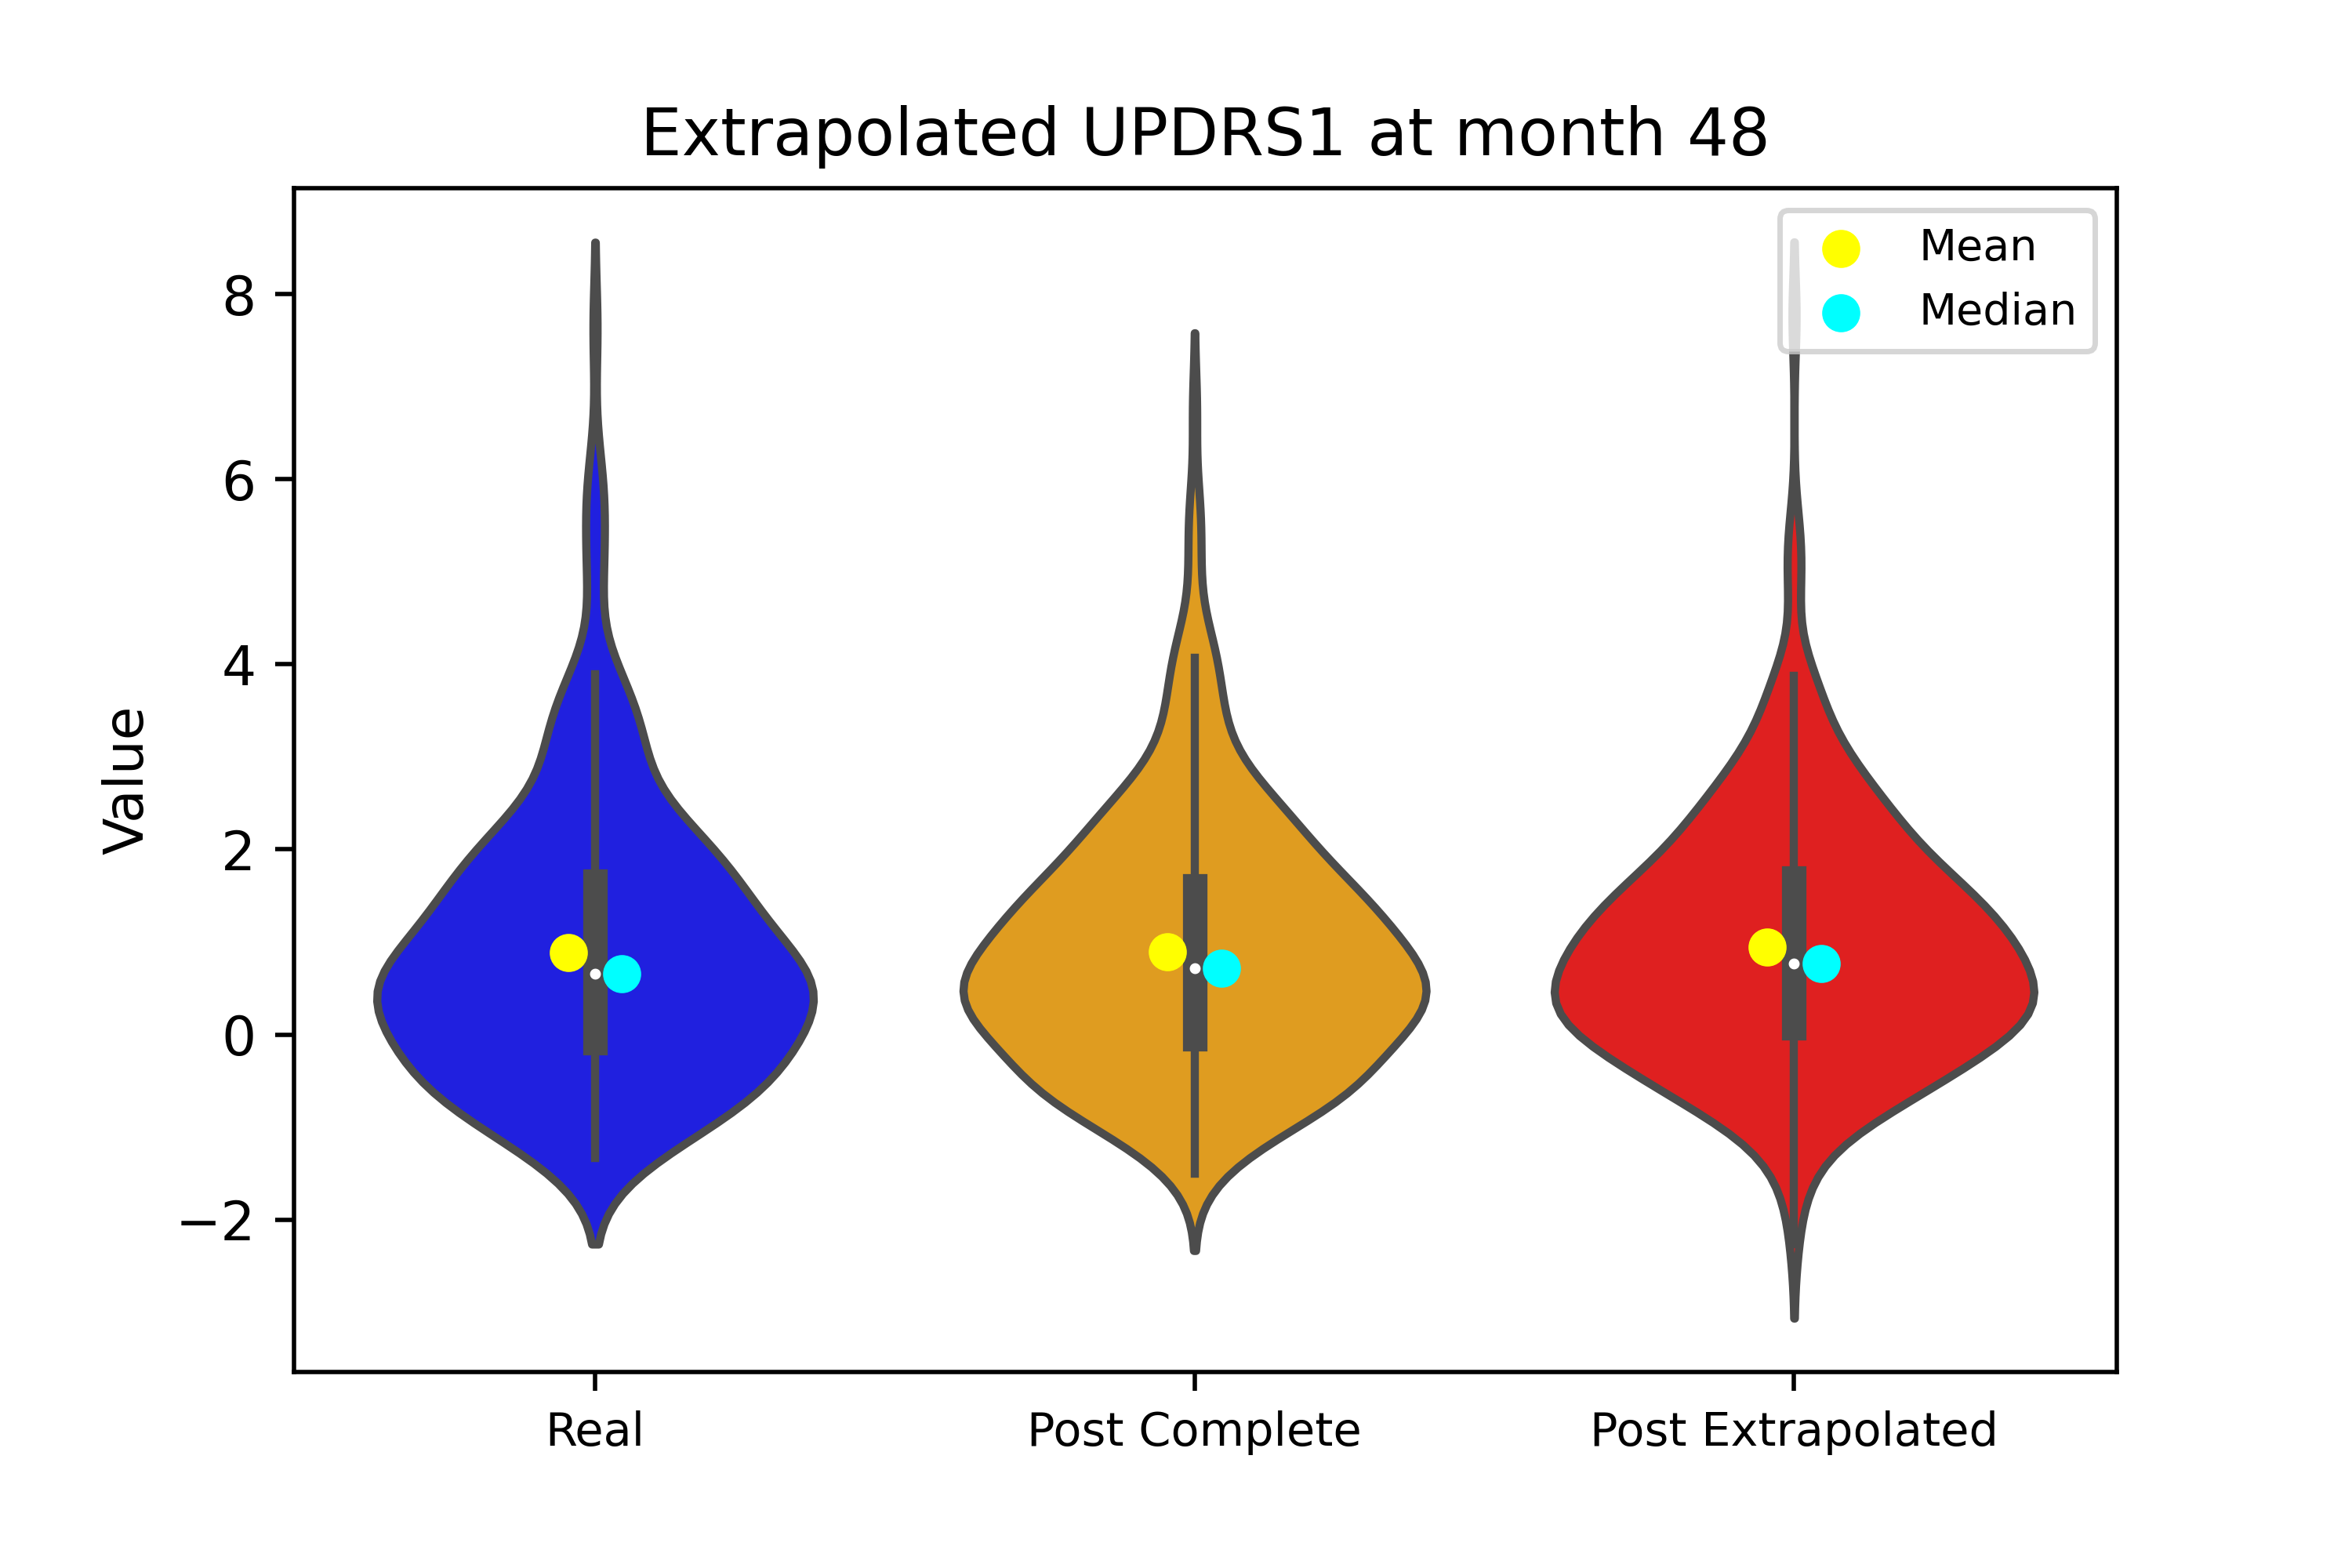 Extrapolated UPDRS1 at month 48
Mean
Median
8
6
4
2
0
−2
Value
Real
Post Complete
Post Extrapolated